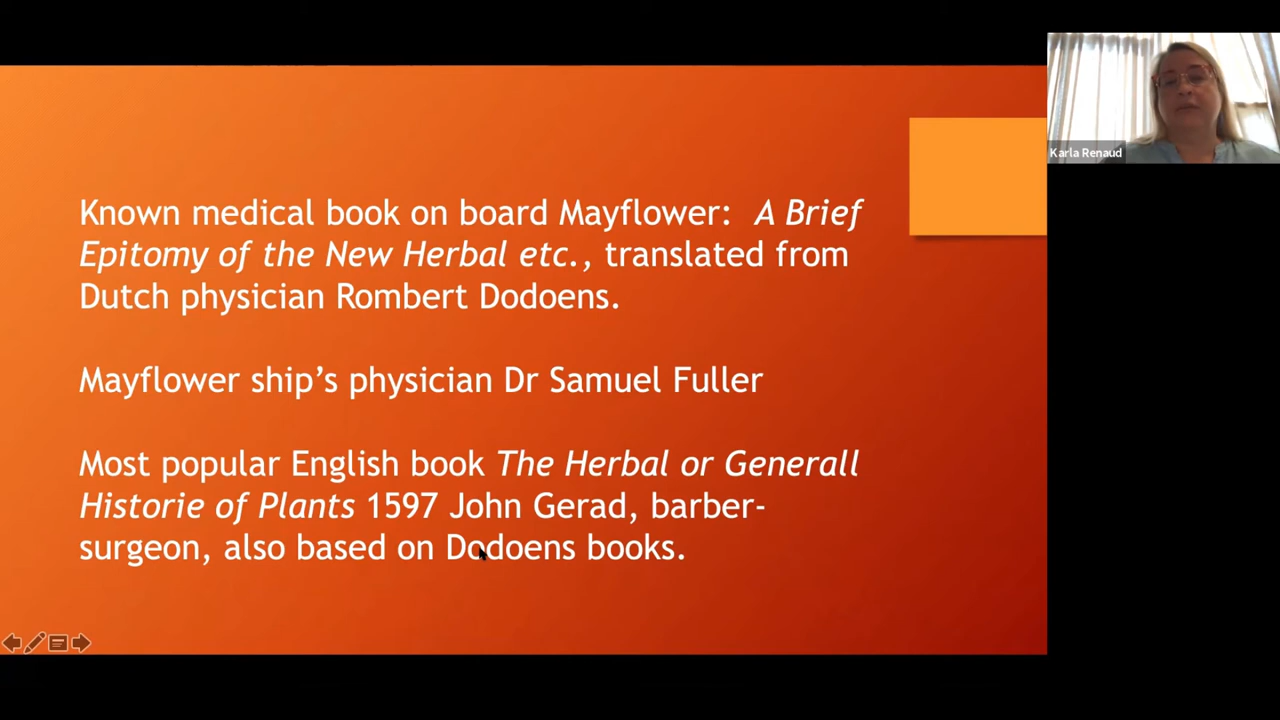 Karla Renaud
Known medical book on board Mayflower: A Brief
Epitomy of the New Herbal etc., translated from
Dutch physician Rombert Dodoens.
Mayflower ship's physician Dr Samuel Fuller
Most popular English book The Herbal or Generall
Historie of Plants 1597 John Gerad, barber-
surgeon, also based on Dodoens books.